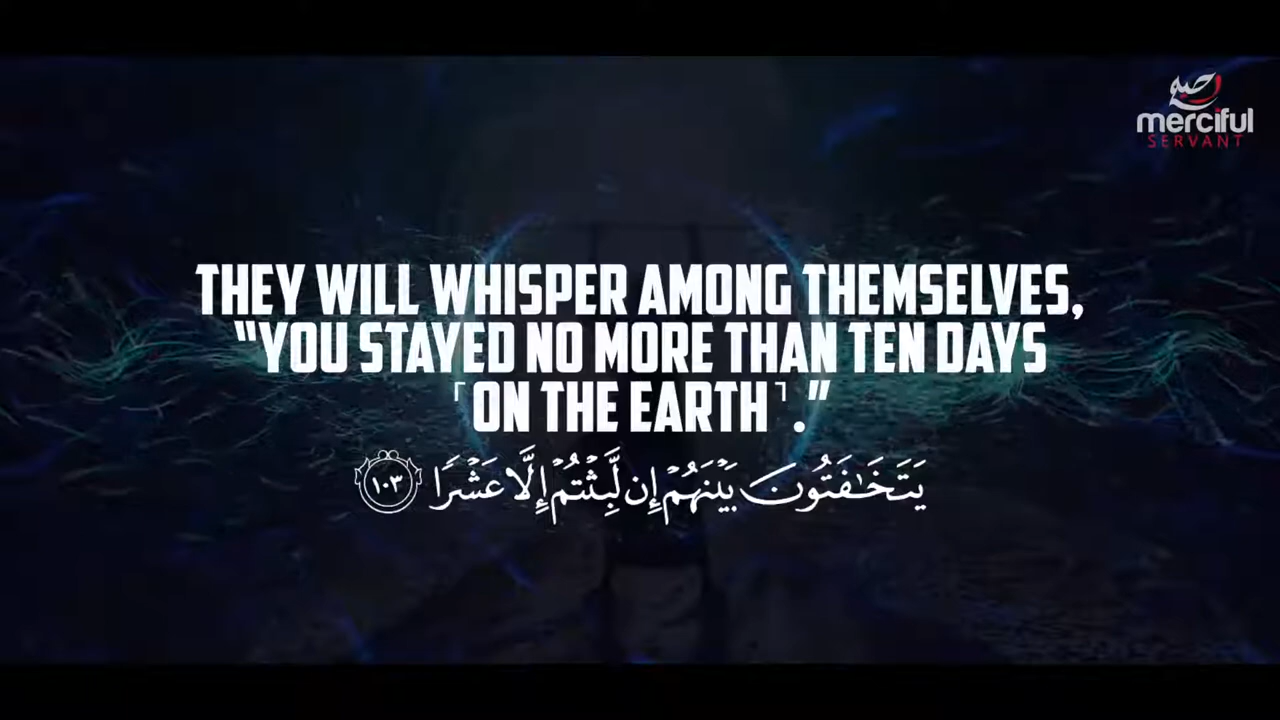 رحيم
merciful
SERVANT
THEY WILL WHISPER AMONG THEMSELVES,
"YOU STAYED NO MORE THAN TEN DAYS
⸢ON THE EARTH⸣."
يَتَخَـٰفَتُونَ بَيْنَهُمْ إِن لَّبِثْتُمْ إِلَّا عَشْرًا ١٠٣